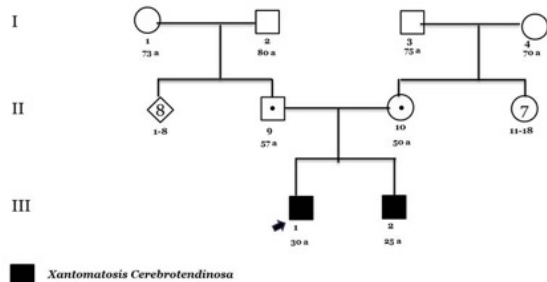 I
1
73 a
2
80 a
3
75 a
4
70 a
II
8
1-8
9
57 a
10
50 a
7
11-18
III
1
30 a
2
25 a
Xantomatosis Cerebrotendinosa